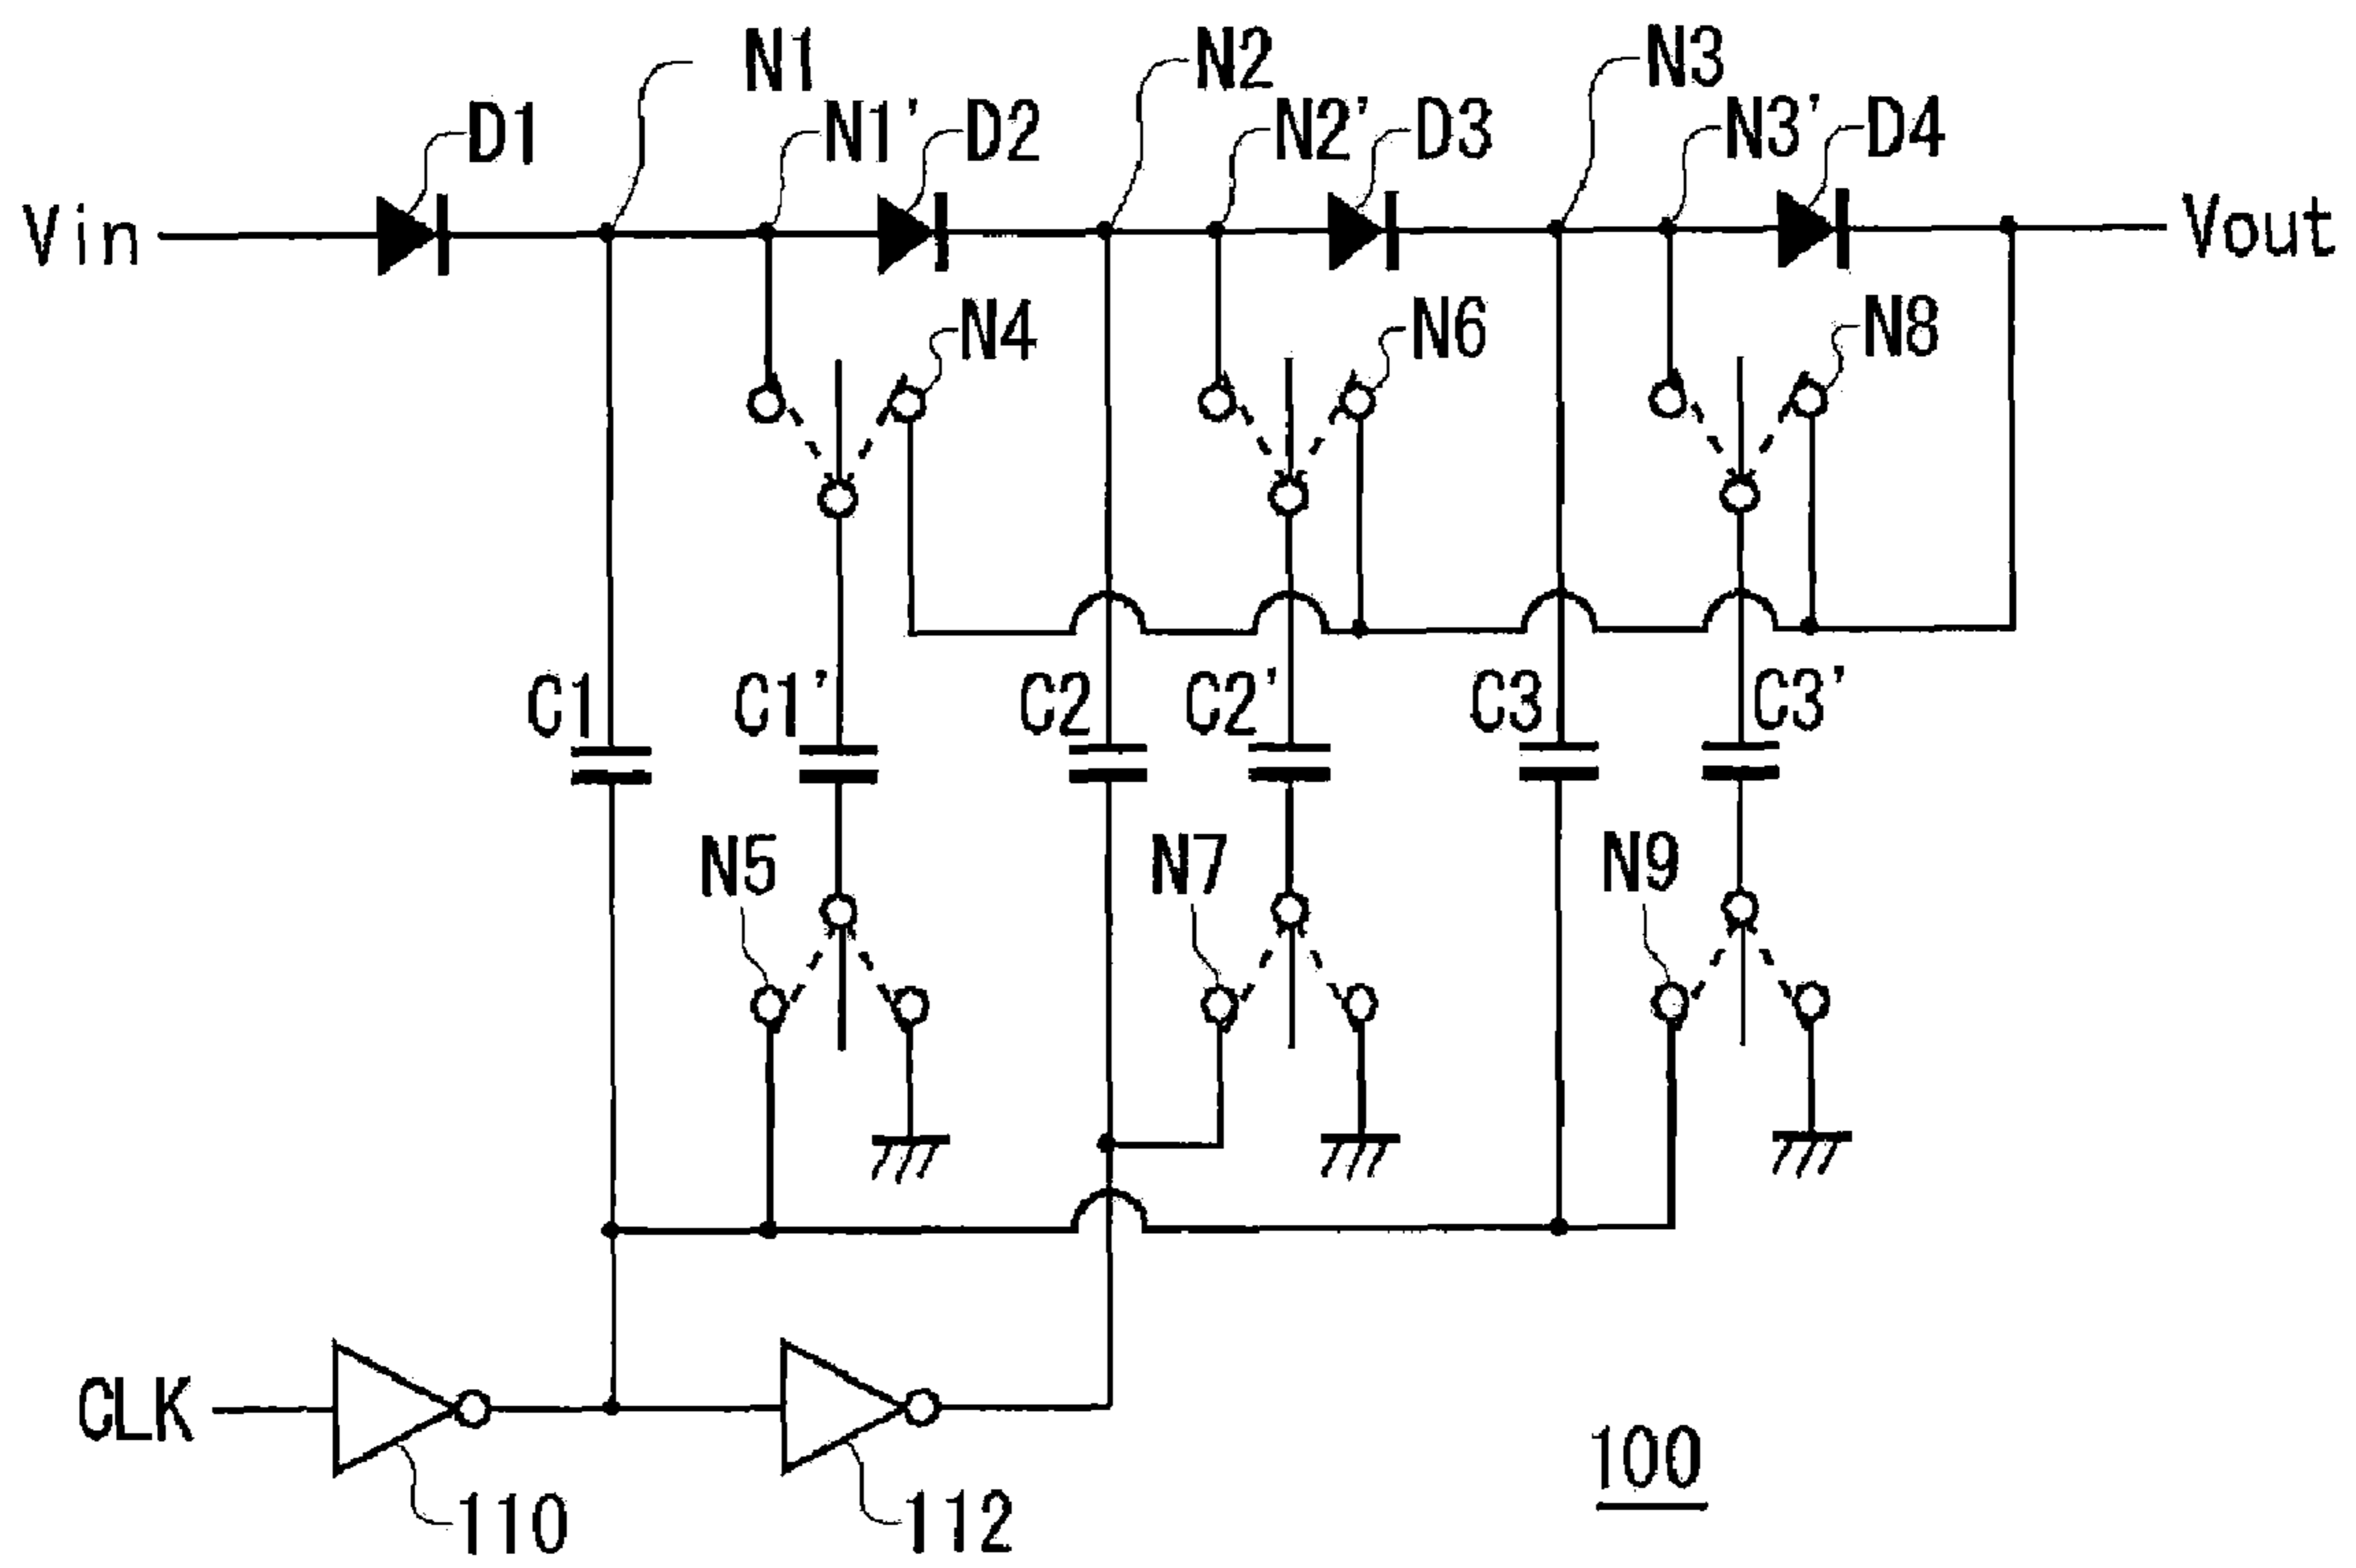 N1 N2 N3
D1 N1' D2 N2' D3 N3' D4
Vin Vout
N4 N6 N8
C1 C1' C2 C2' C3 C3'
N5 N7 N9
CLK
110 112
100